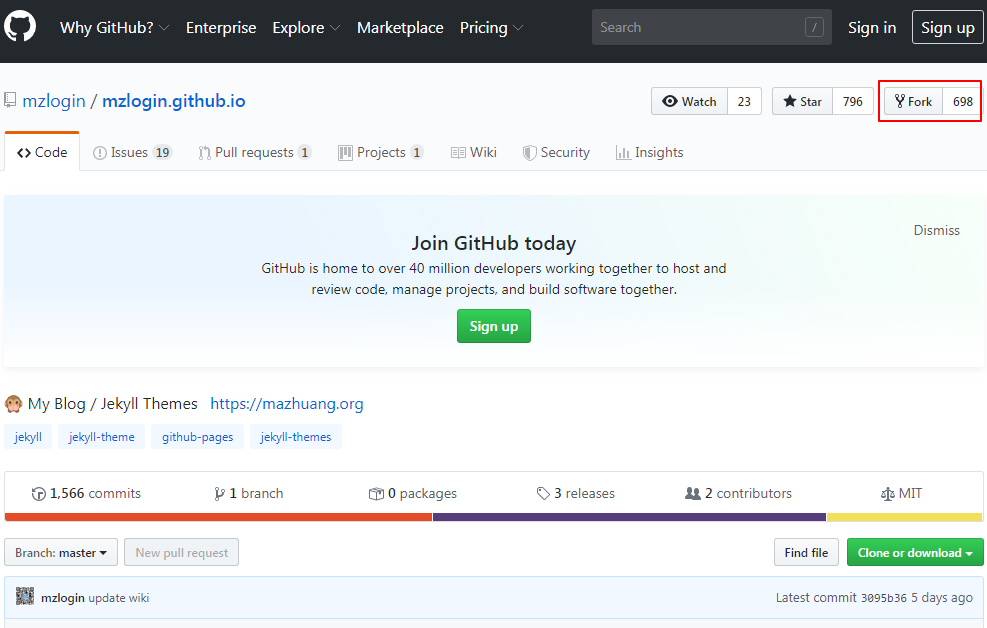 Why GitHub? Enterprise Explore Marketplace Pricing Search / Sign in Sign up
mzlogin / mzlogin.github.io Watch 23 Star 796 Fork 698
Code Issues 19 Pull requests 1 Projects 1 Wiki Security Insights
Dismiss
Join GitHub today
GitHub is home to over 40 million developers working together to host and
review code, manage projects, and build software together.
Sign up
My Blog / Jekyll Themes https://mazhuang.org
jekyll jekyll-theme github-pages jekyll-themes
1,566 commits 1 branch 0 packages 3 releases 2 contributors MIT
Branch: master New pull request Find file Clone or download
mzlogin update wiki Latest commit 3095b36 5 days ago